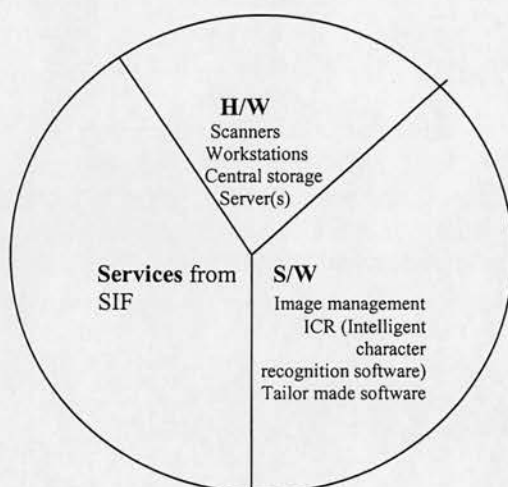 H/W
Scanners
Workstations
Central storage
Server(s)
Services from
SIF
S/W
Image management
ICR (Intelligent
character
recognition software)
Tailor made software